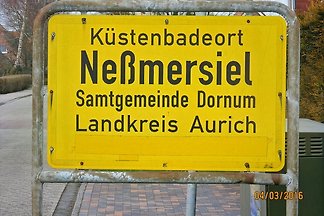 Küstenbadeort
Neßmersiel
Samtgemeinde Dornum
Landkreis Aurich
04/03/2016